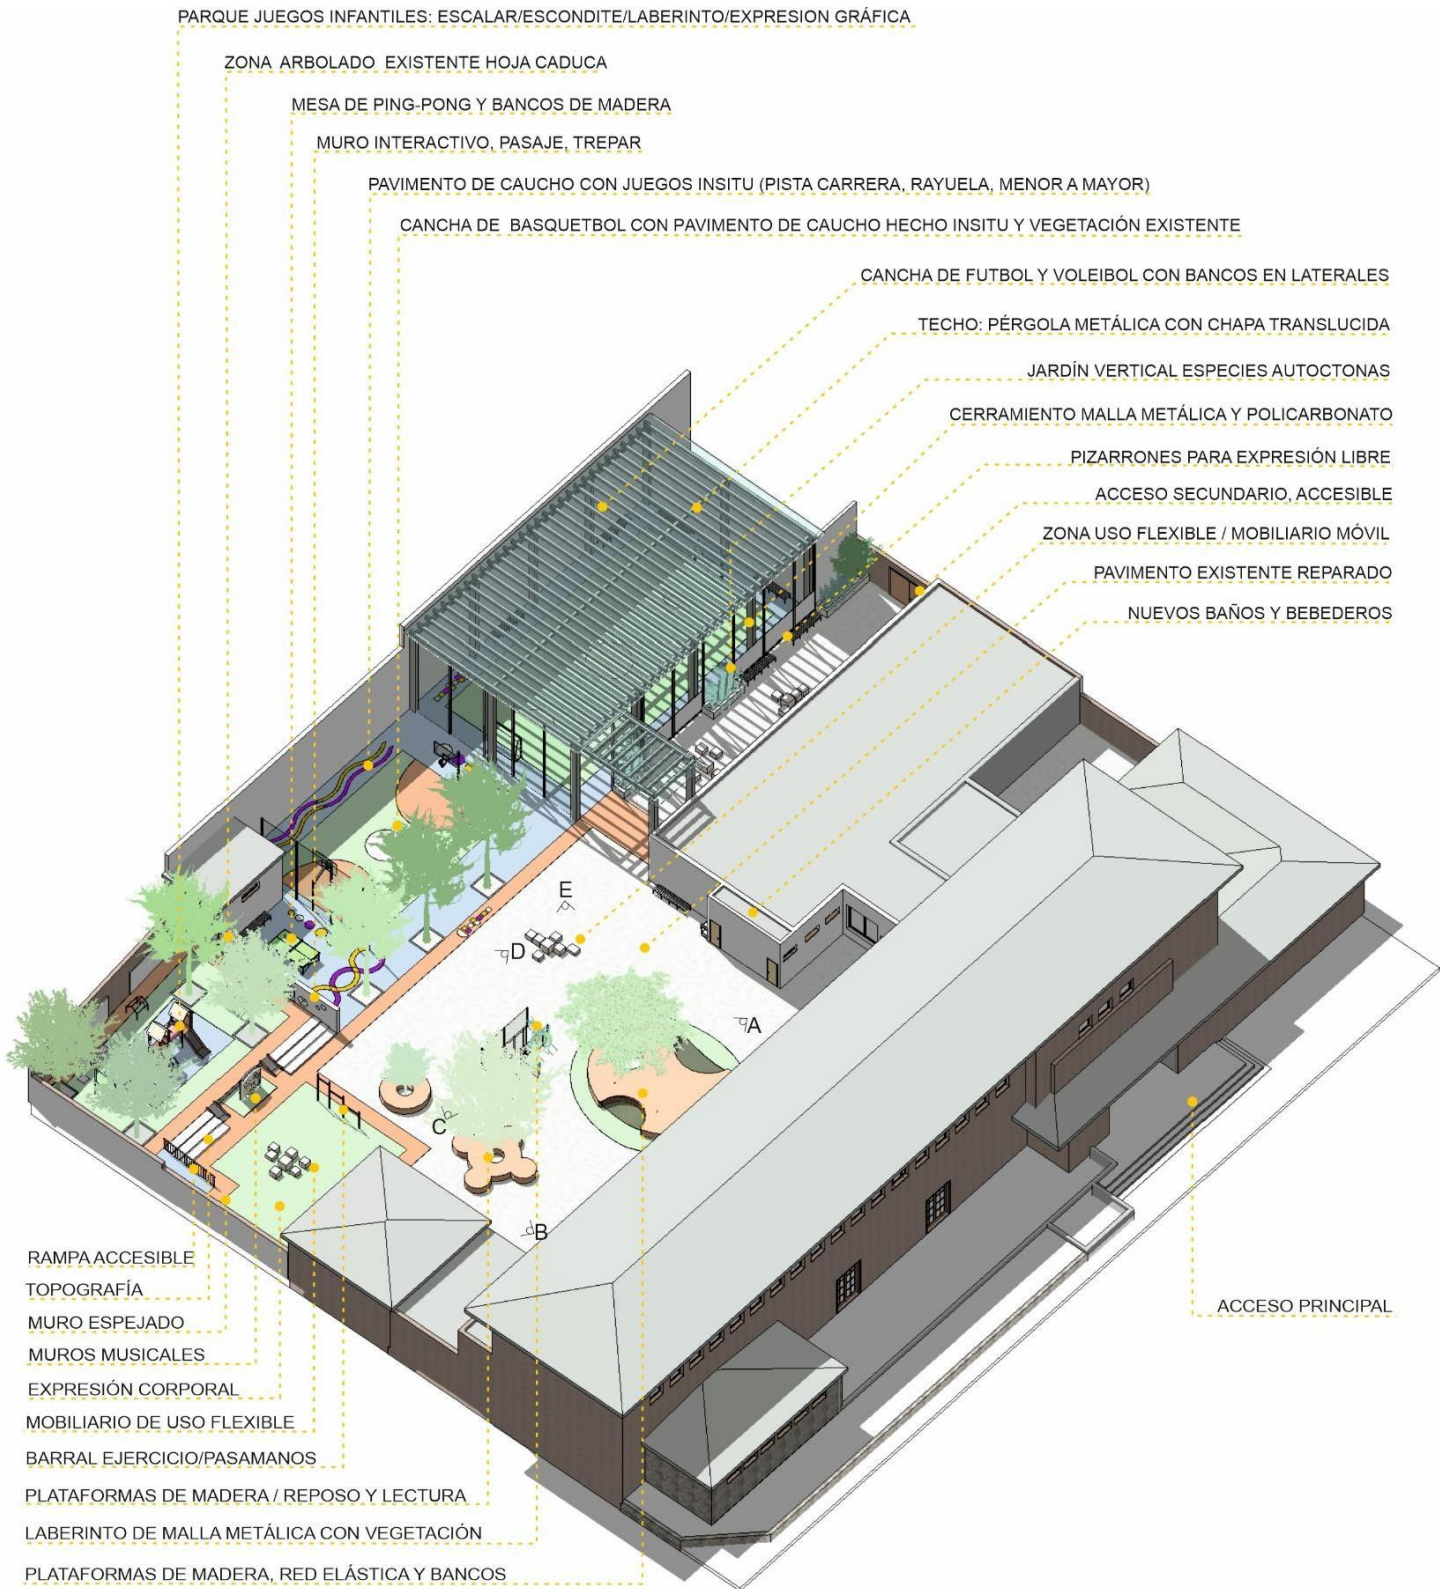 PARQUE JUEGOS INFANTILES: ESCALAR/ESCONDITE/LABERINTO/EXPRESION GRÁFICA
ZONA ARBOLADO EXISTENTE HOJA CADUCA
MESA DE PING-PONG Y BANCOS DE MADERA
MURO INTERACTIVO, PASAJE, TREPAR
PAVIMENTO DE CAUCHO CON JUEGOS INSITU (PISTA CARRERA, RAYUELA, MENOR A MAYOR)
CANCHA DE BASQUETBOL CON PAVIMENTO DE CAUCHO HECHO INSITU Y VEGETACIÓN EXISTENTE
CANCHA DE FUTBOL Y VOLEIBOL CON BANCOS EN LATERALES
TECHO: PÉRGOLA METÁLICA CON CHAPA TRANSLUCIDA
JARDÍN VERTICAL ESPECIES AUTOCTONAS
CERRAMIENTO MALLA METÁLICA Y POLICARBONATO
PIZARRONES PARA EXPRESIÓN LIBRE
ACCESO SECUNDARIO, ACCESIBLE
ZONA USO FLEXIBLE / MOBILIARIO MÓVIL
PAVIMENTO EXISTENTE REPARADO
NUEVOS BAÑOS Y BEBEDEROS
E
D
A
C
B
RAMPA ACCESIBLE
TOPOGRAFÍA
MURO ESPEJADO
MUROS MUSICALES
EXPRESIÓN CORPORAL
MOBILIARIO DE USO FLEXIBLE
BARRAL EJERCICIO/PASAMANOS
PLATAFORMAS DE MADERA / REPOSO Y LECTURA
LABERINTO DE MALLA METÁLICA CON VEGETACIÓN
PLATAFORMAS DE MADERA, RED ELÁSTICA Y BANCOS
ACCESO PRINCIPAL